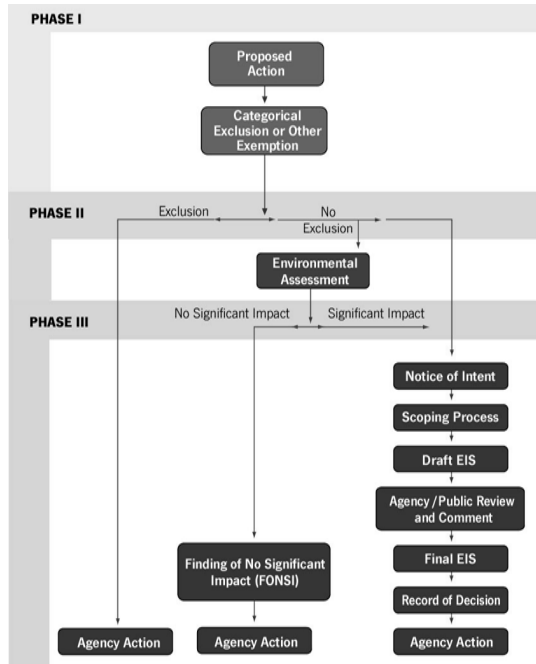 PHASE I
Proposed
Action
Categorical
Exclusion or Other
Exemption
PHASE II
Exclusion
No
Exclusion
Environmental
Assessment
PHASE III
No Significant Impact
Significant Impact
Notice of Intent
Scoping Process
Draft EIS
Agency / Public Review
and Comment
Finding of No Significant
Impact (FONSI)
Final EIS
Record of Decision
Agency Action
Agency Action
Agency Action